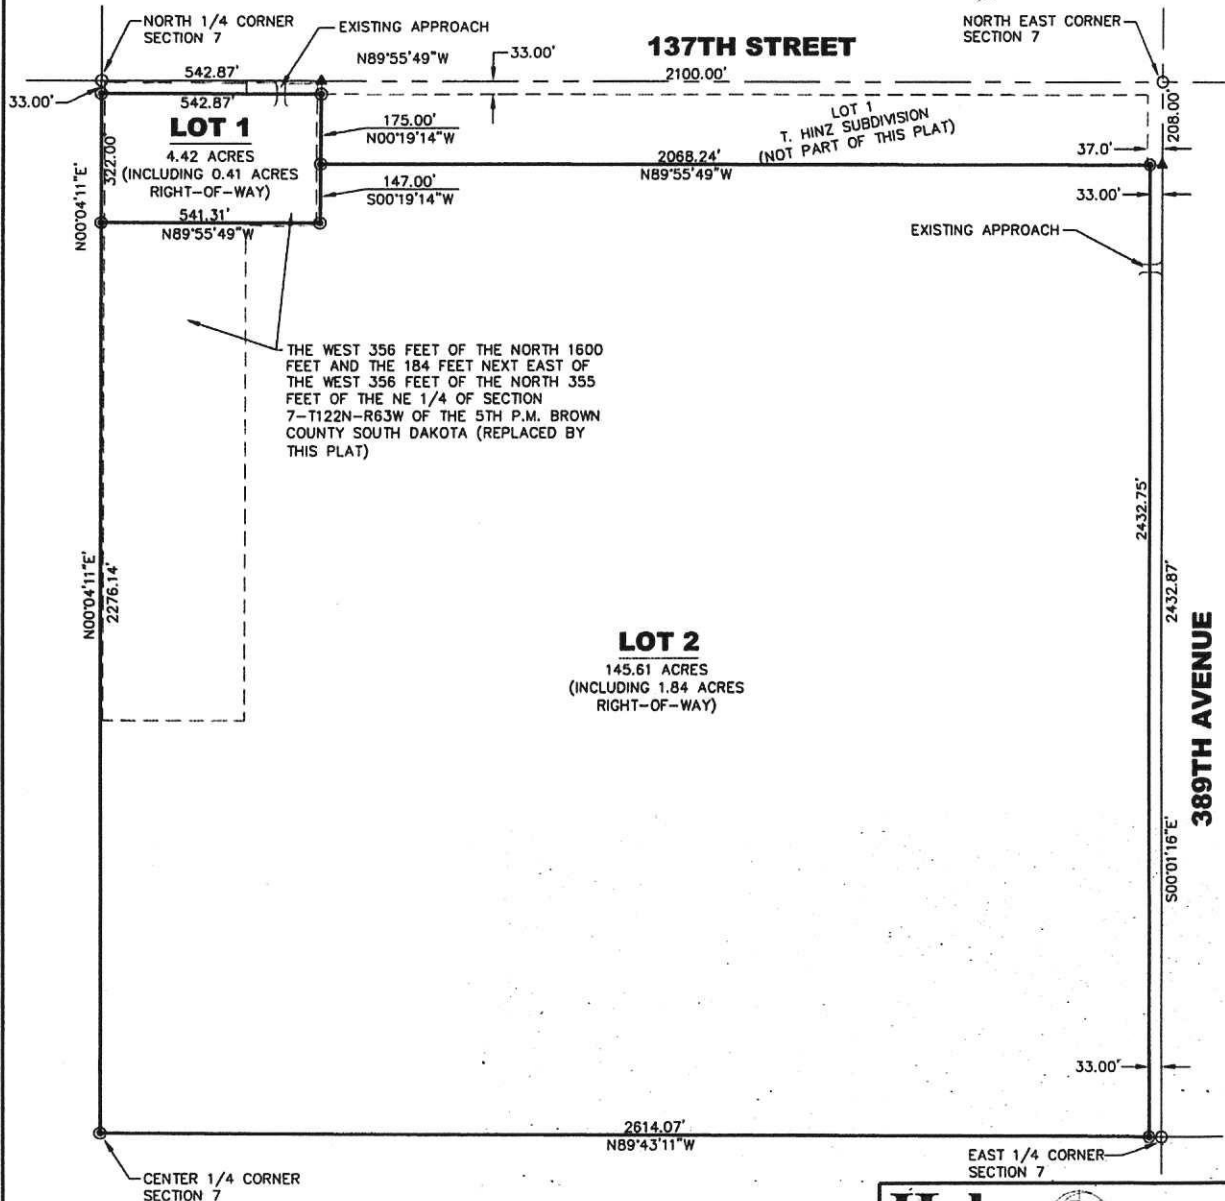 NORTH 1/4 CORNER
SECTION 7
EXISTING APPROACH
N89°55'49"W
33.00'
137TH STREET
NORTH EAST CORNER
SECTION 7
542.87'
2100.00'
33.00'
542.87'
LOT 1
4.42 ACRES
(INCLUDING 0.41 ACRES
RIGHT-OF-WAY)
322.00'
N00°04'11"E'
175.00'
N00°19'14"W
LOT 1
T. HINZ SUBDIVISION
(NOT PART OF THIS PLAT)
208.00'
37.0'
2068.24'
N89°55'49"W
147.00'
S00°19'14"W
33.00'
541.31'
N89°55'49"W
EXISTING APPROACH
THE WEST 356 FEET OF THE NORTH 1600
FEET AND THE 184 FEET NEXT EAST OF
THE WEST 356 FEET OF THE NORTH 355
FEET OF THE NE 1/4 OF SECTION
7-T122N-R63W OF THE 5TH P.M. BROWN
COUNTY SOUTH DAKOTA (REPLACED BY
THIS PLAT)
2432.75'
N00°04'11"E'
2276.14'
2432.87'
LOT 2
145.61 ACRES
(INCLUDING 1.84 ACRES
RIGHT-OF-WAY)
389TH AVENUE
S00°01'16"E'
33.00'
2614.07'
N89°43'11"W
EAST 1/4 CORNER
SECTION 7
CENTER 1/4 CORNER
SECTION 7